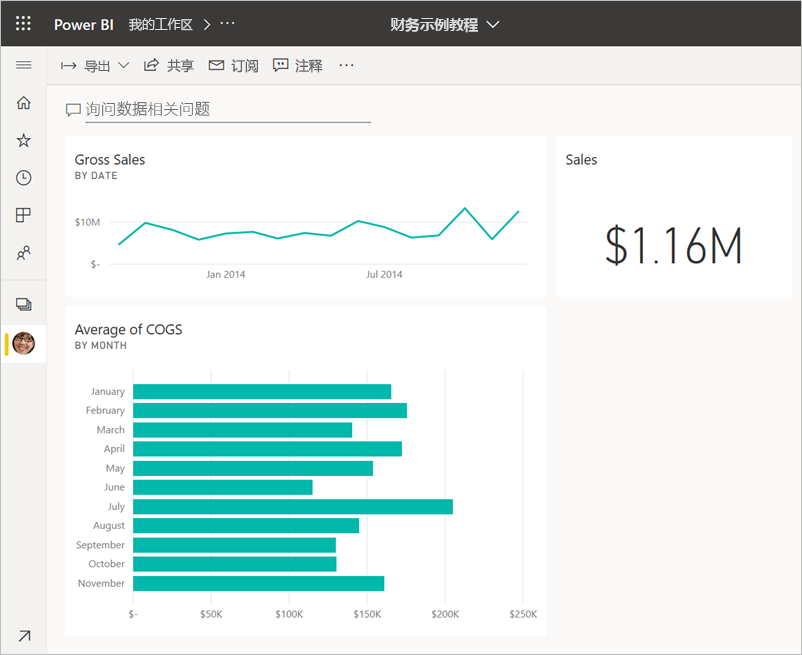 Power BI 我的工作区 > ··· 财务示例教程
导出 共享 订阅 注释 ···
询问数据相关问题
Gross Sales
BY DATE
$10M
$-
Jan 2014 Jul 2014
Sales
$1.16M
Average of COGS
BY MONTH
January
February
March
April
May
June
July
August
September
October
November
$- $50K $100K $150K $200K $250K